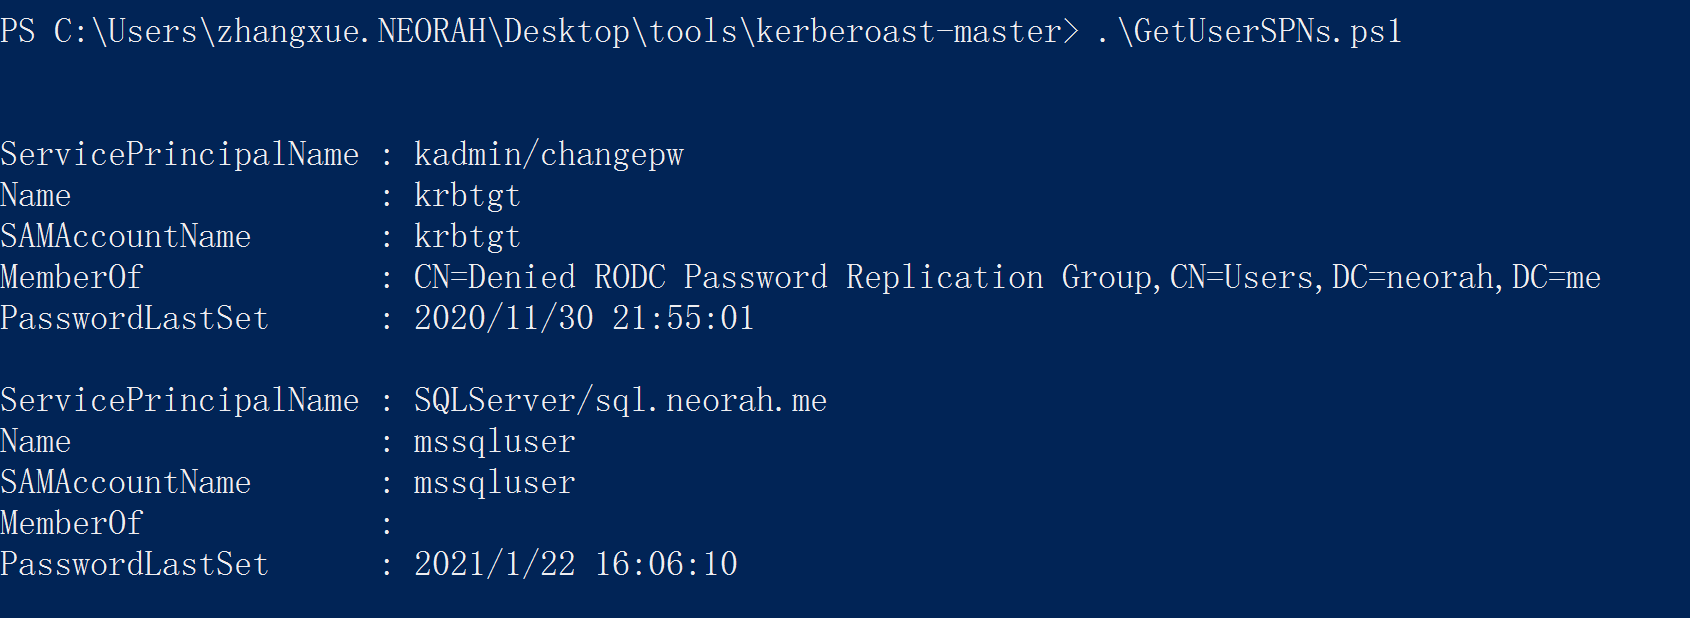 PS C:\Users\zhangxue.NEORAH\Desktop\tools\kerberoast-master> .\GetUserSPNs.ps1
ServicePrincipalName : kadmin/changepw
Name                 : krbtgt
SAMAccountName       : krbtgt
MemberOf             : CN=Denied RODC Password Replication Group,CN=Users,DC=neorah,DC=me
PasswordLastSet      : 2020/11/30 21:55:01
ServicePrincipalName : SQLServer/sql.neorah.me
Name                 : mssqluser
SAMAccountName       : mssqluser
MemberOf             :
PasswordLastSet      : 2021/1/22 16:06:10